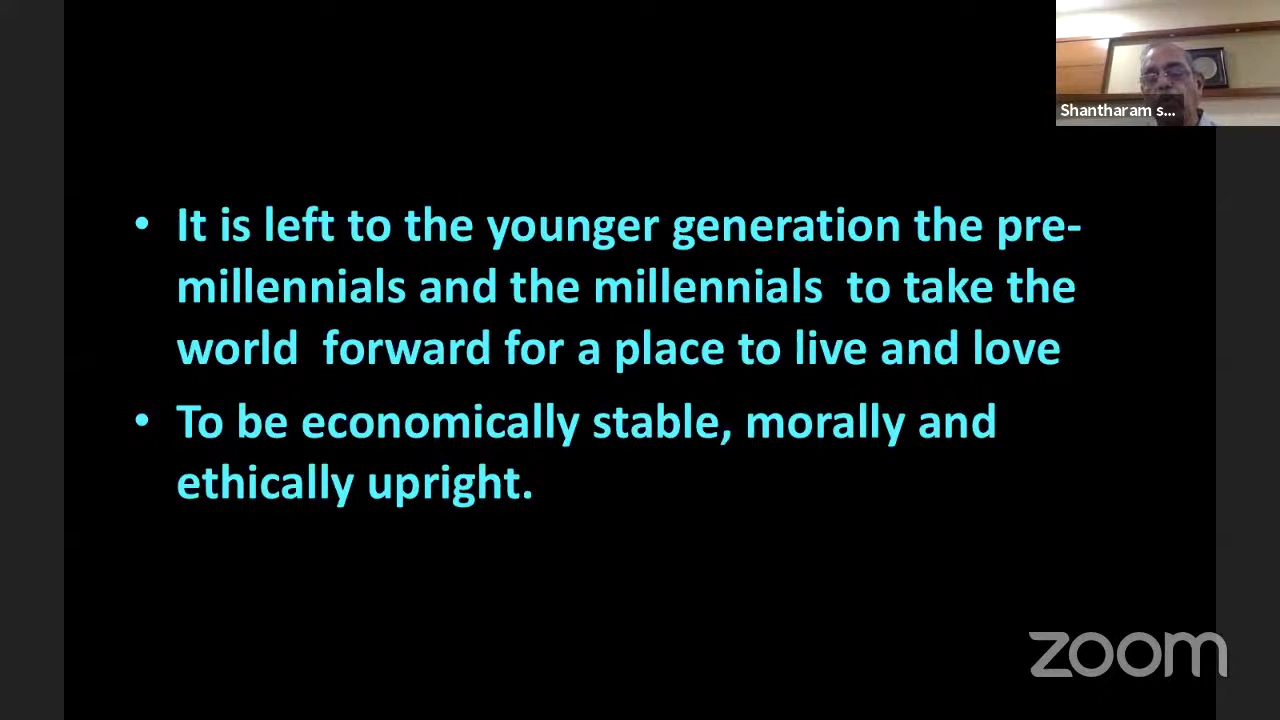 Shantharam s...
• It is left to the younger generation the pre-
millennials and the millennials  to take the
world  forward for a place to live and love
• To be economically stable, morally and
ethically upright.
zoom